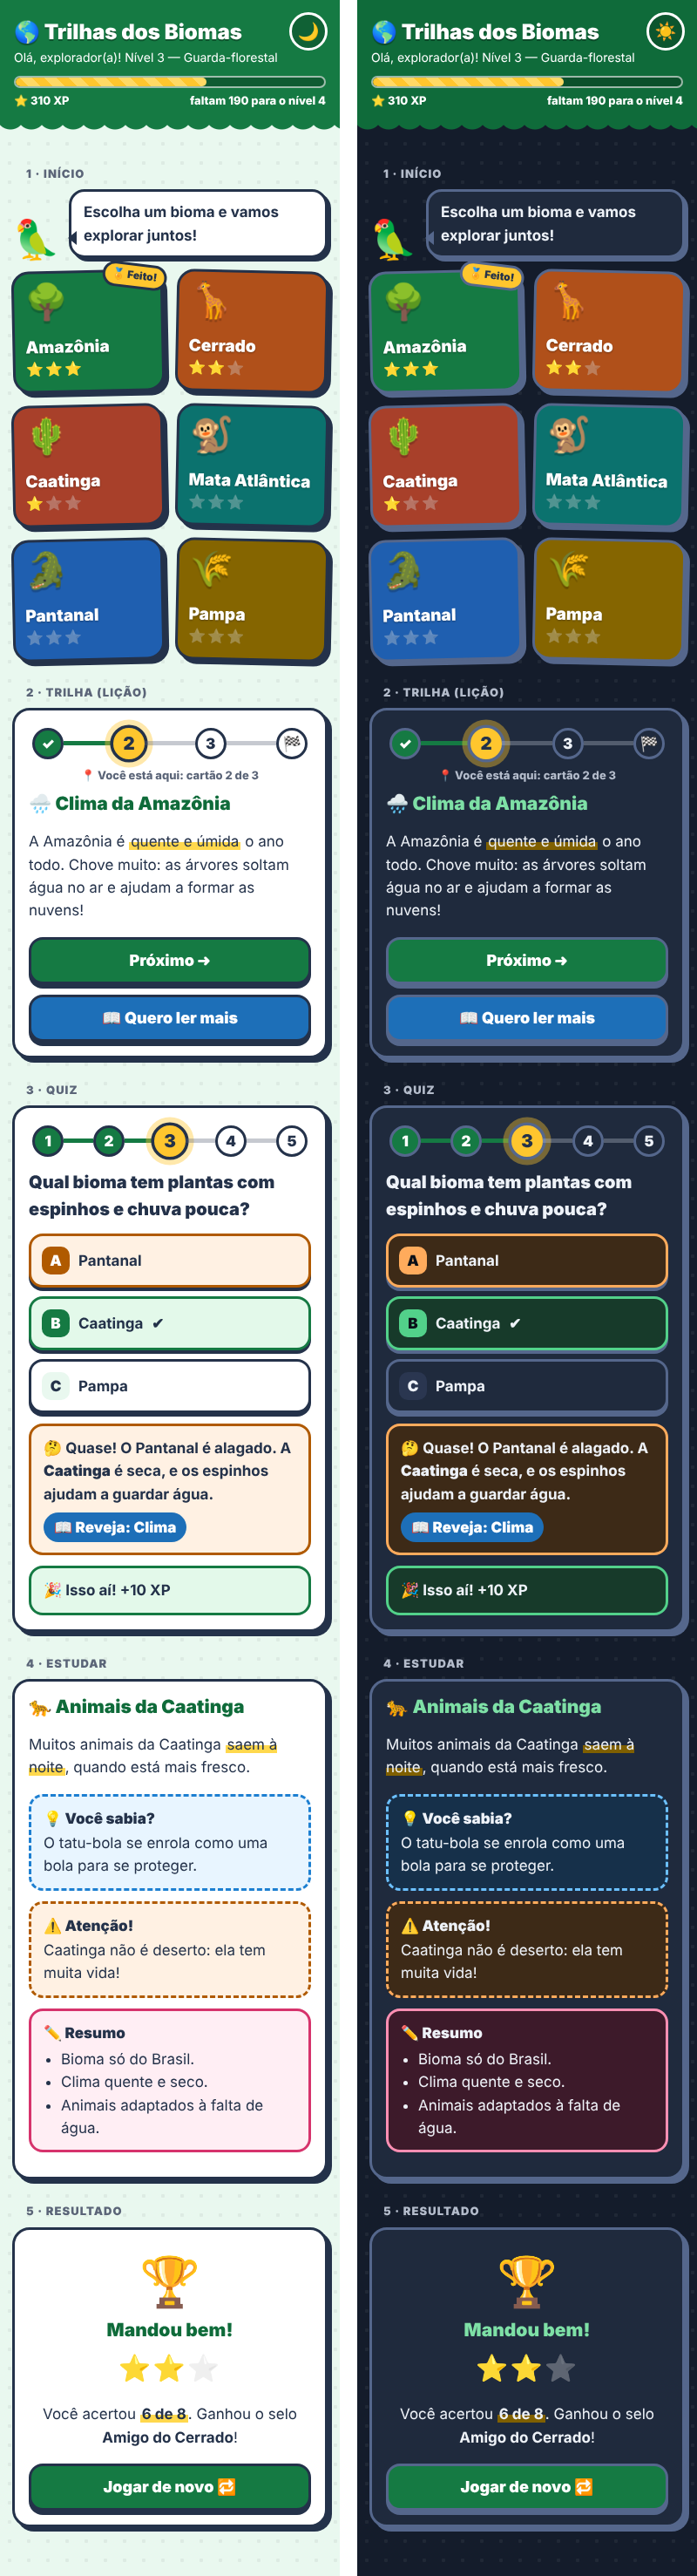 🌎 Trilhas dos Biomas
Olá, explorador(a)! Nível 3 — Guarda-florestal
⭐ 310 XP
faltam 190 para o nível 4
1 · INÍCIO
Escolha um bioma e vamos
explorar juntos!
🏅 Feito!
Amazônia
Cerrado
Caatinga
Mata Atlântica
Pantanal
Pampa
2 · TRILHA (LIÇÃO)
✓ 2 3 🏁
📍 Você está aqui: cartão 2 de 3
🌧️ Clima da Amazônia
A Amazônia é quente e úmida o ano
todo. Chove muito: as árvores soltam
água no ar e ajudam a formar as
nuvens!
Próximo ➜
📖 Quero ler mais
3 · QUIZ
1 2 3 4 5
Qual bioma tem plantas com
espinhos e chuva pouca?
A Pantanal
B Caatinga ✔
C Pampa
🤔 Quase! O Pantanal é alagado. A
Caatinga é seca, e os espinhos
ajudam a guardar água.
📖 Reveja: Clima
🎉 Isso aí! +10 XP
4 · ESTUDAR
🐆 Animais da Caatinga
Muitos animais da Caatinga saem à
noite, quando está mais fresco.
💡 Você sabia?
O tatu-bola se enrola como uma
bola para se proteger.
⚠️ Atenção!
Caatinga não é deserto: ela tem
muita vida!
✏️ Resumo
• Bioma só do Brasil.
• Clima quente e seco.
• Animais adaptados à falta de
água.
5 · RESULTADO
Mandou bem!
Você acertou 6 de 8. Ganhou o selo
Amigo do Cerrado!
Jogar de novo 🔁
🌎 Trilhas dos Biomas
Olá, explorador(a)! Nível 3 — Guarda-florestal
⭐ 310 XP
faltam 190 para o nível 4
1 · INÍCIO
Escolha um bioma e vamos
explorar juntos!
🏅 Feito!
Amazônia
Cerrado
Caatinga
Mata Atlântica
Pantanal
Pampa
2 · TRILHA (LIÇÃO)
✓ 2 3 🏁
📍 Você está aqui: cartão 2 de 3
🌧️ Clima da Amazônia
A Amazônia é quente e úmida o ano
todo. Chove muito: as árvores soltam
água no ar e ajudam a formar as
nuvens!
Próximo ➜
📖 Quero ler mais
3 · QUIZ
1 2 3 4 5
Qual bioma tem plantas com
espinhos e chuva pouca?
A Pantanal
B Caatinga ✔
C Pampa
🤔 Quase! O Pantanal é alagado. A
Caatinga é seca, e os espinhos
ajudam a guardar água.
📖 Reveja: Clima
🎉 Isso aí! +10 XP
4 · ESTUDAR
🐆 Animais da Caatinga
Muitos animais da Caatinga saem à
noite, quando está mais fresco.
💡 Você sabia?
O tatu-bola se enrola como uma
bola para se proteger.
⚠️ Atenção!
Caatinga não é deserto: ela tem
muita vida!
✏️ Resumo
• Bioma só do Brasil.
• Clima quente e seco.
• Animais adaptados à falta de
água.
5 · RESULTADO
Mandou bem!
Você acertou 6 de 8. Ganhou o selo
Amigo do Cerrado!
Jogar de novo 🔁